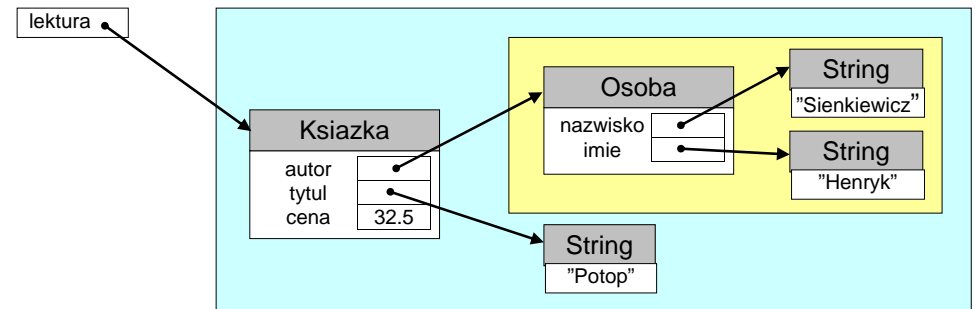 lektura
Ksiazka
autor
tytul
cena 32.5
Osoba
nazwisko
imie
String
"Sienkiewicz"
String
"Henryk"
String
"Potop"